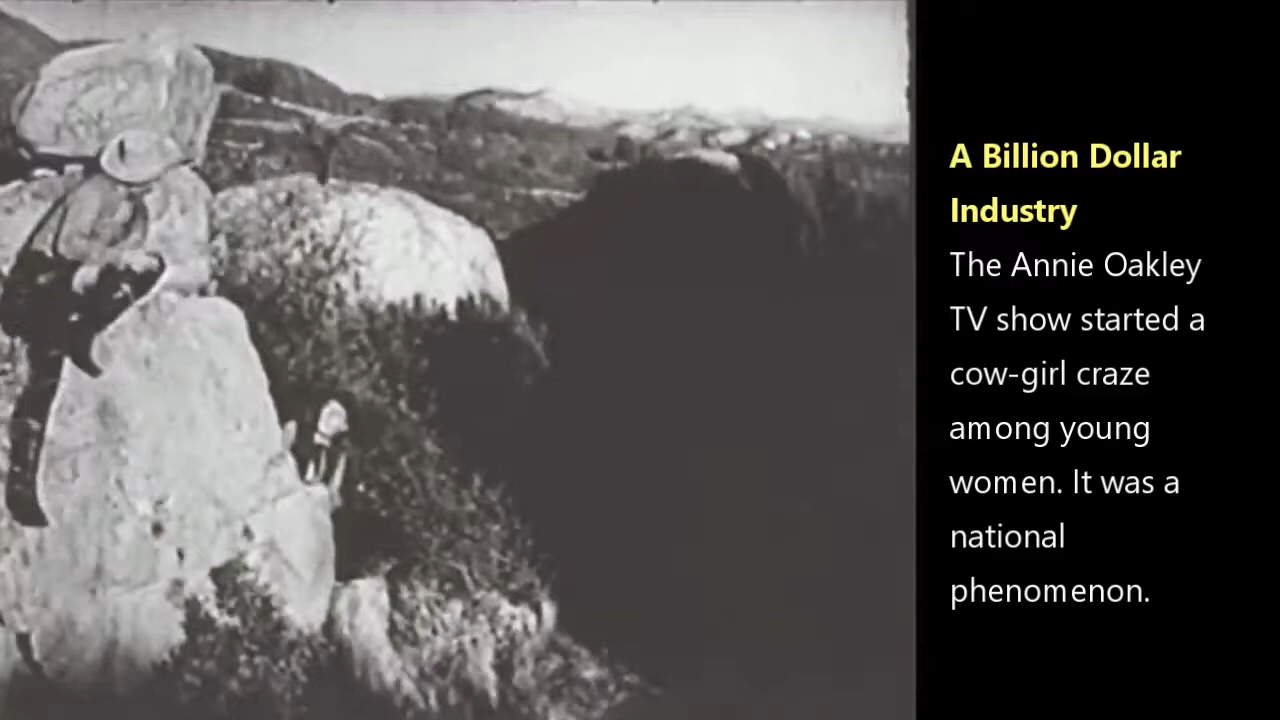 A Billion Dollar
Industry
The Annie Oakley
TV show started a
cow-girl craze
among young
women. It was a
national
phenomenon.